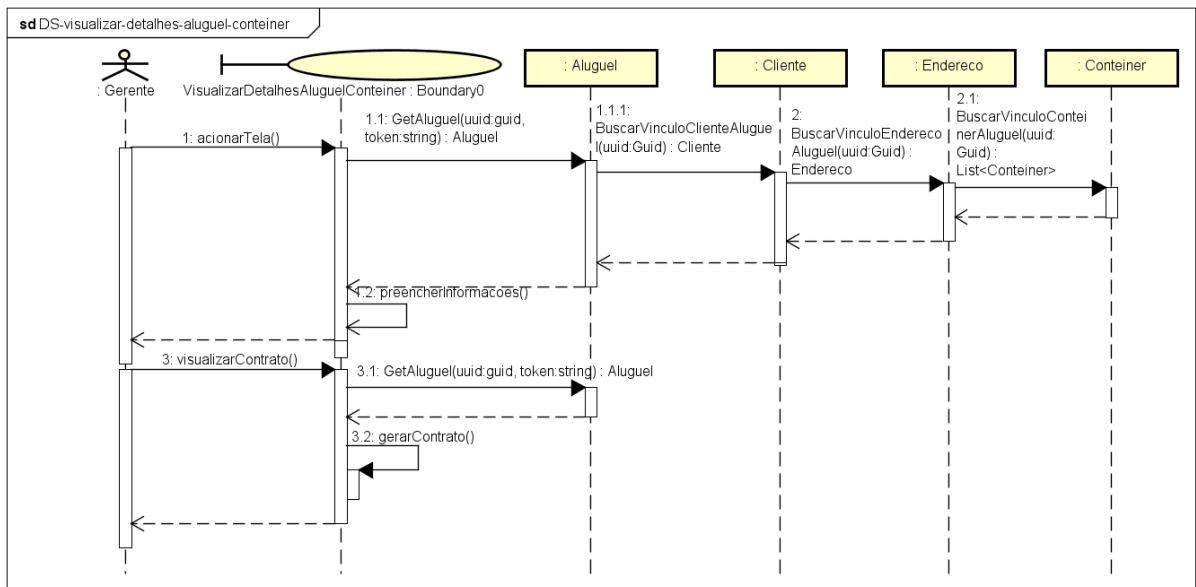 sd DS-visualizar-detalhes-aluguel-conteiner
: Gerente
VisualizarDetalhesAluguelConteiner : Boundary0
: Aluguel
: Cliente
: Endereco
: Conteiner
1: acionarTela()
1.1: GetAluguel(uuid:guid,
token:string) : Aluguel
1.1.1:
BuscarVinculoClienteAlugue
l(uuid:Guid) : Cliente
2:
BuscarVinculoEndereco
Aluguel(uuid:Guid) :
Endereco
2.1:
BuscarVinculoContei
nerAluguel(uuid:
Guid) :
List<Conteiner>
1.2: preencherInformacoes()
3: visualizarContrato()
3.1: GetAluguel(uuid:guid, token:string) : Aluguel
3.2: gerarContrato()